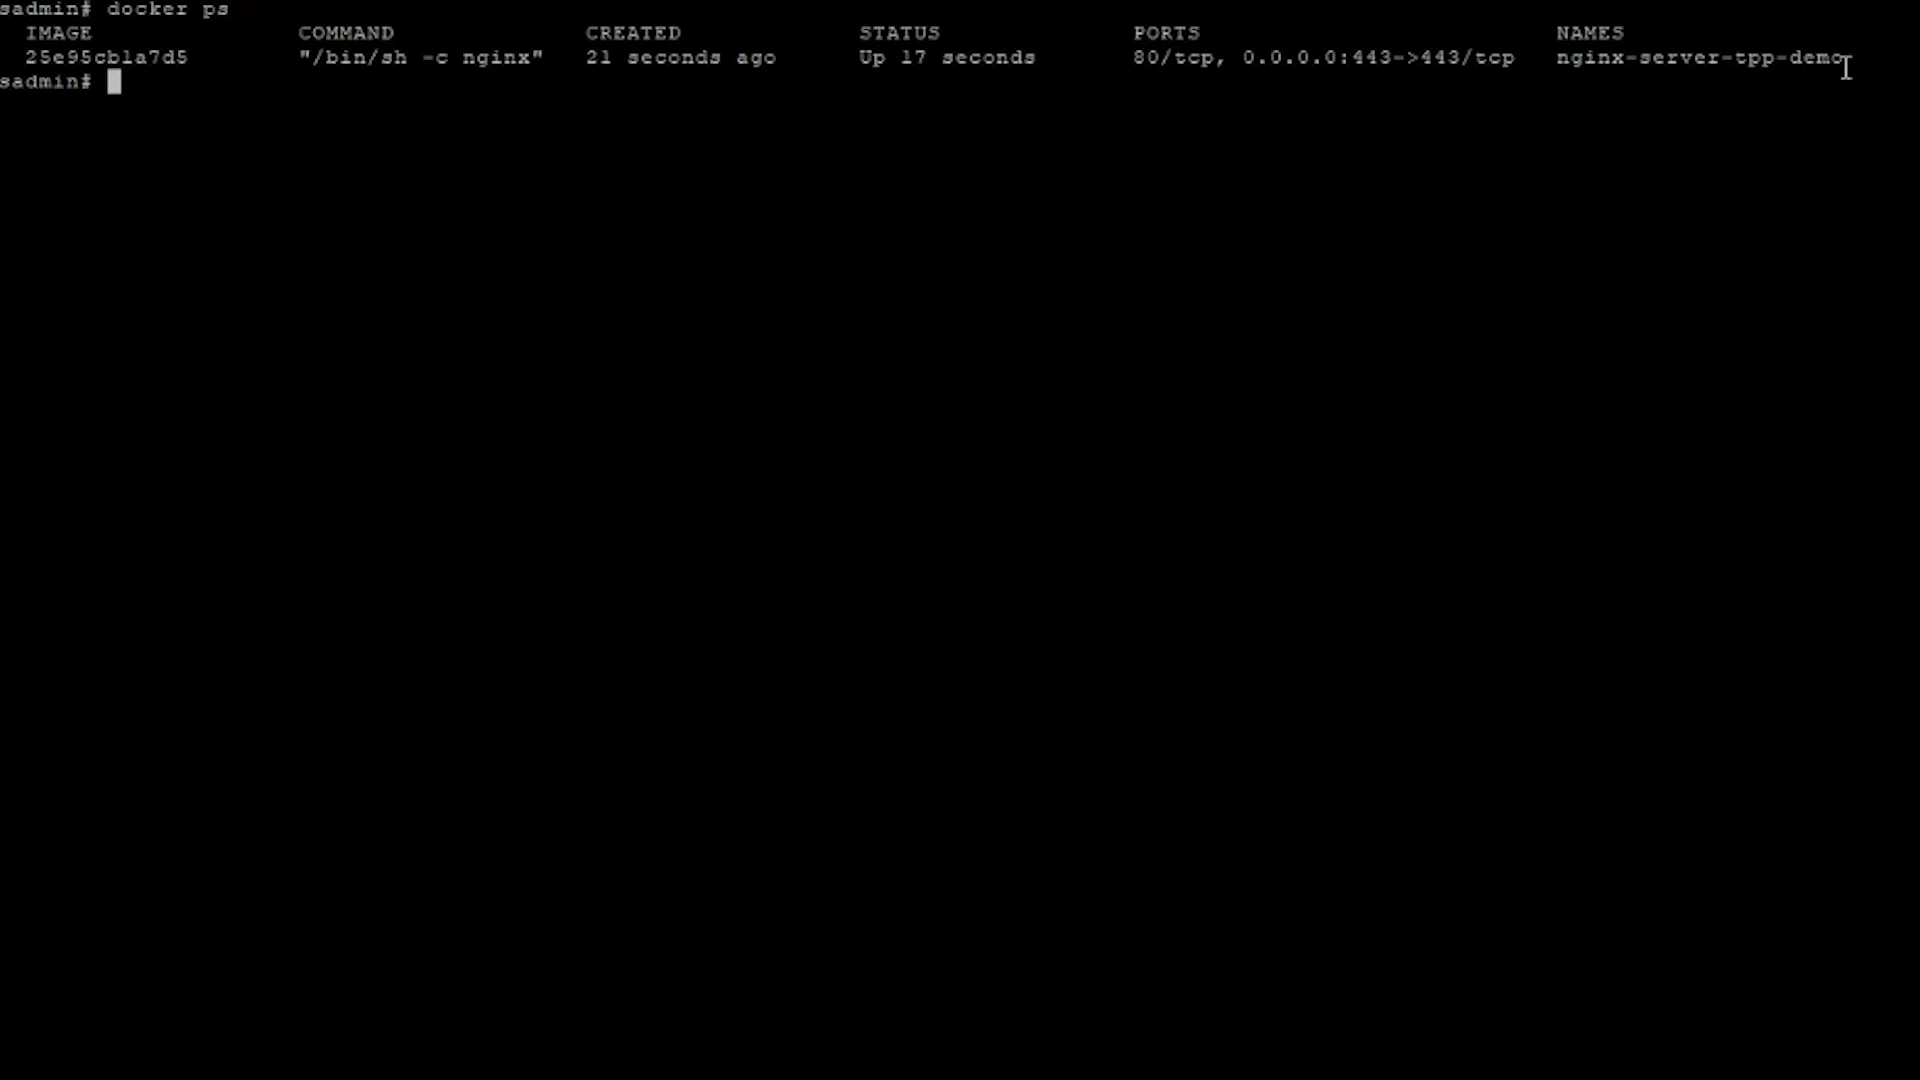 sadmin# docker ps
IMAGE COMMAND CREATED STATUS PORTS NAMES
25e95cb1a7d5 "/bin/sh -c nginx" 21 seconds ago Up 17 seconds 80/tcp, 0.0.0.0:443->443/tcp nginx-server-tpp-demo
sadmin#